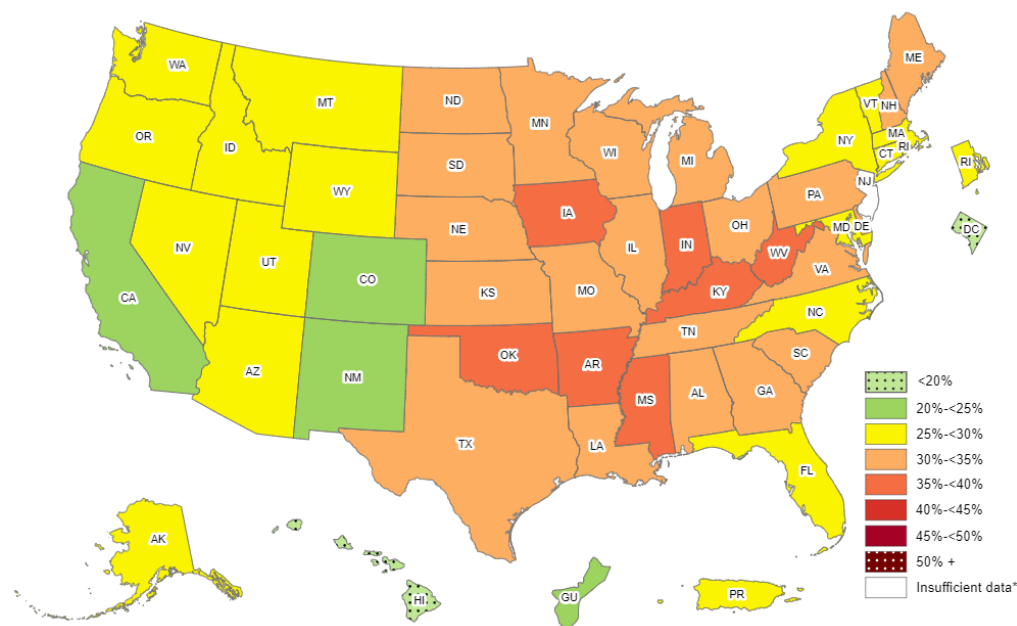 ME
WA
ND
MT
MN
VT
NH
OR
MA
ID
NY
RI
WI
SD
MI
CT
RI
WY
NJ
PA
IA
NE
OH
DE
MD
DC
NV
IL
IN
UT
WV
CO
VA
CA
KS
MO
KY
NC
TN
OK
SC
AZ
AR
NM
GA
AL
MS
<20%
20%-<25%
TX
LA
25%-<30%
FL
30%-<35%
35%-<40%
40%-<45%
AK
45%-<50%
50% +
Insufficient data*
PR
GU
HI